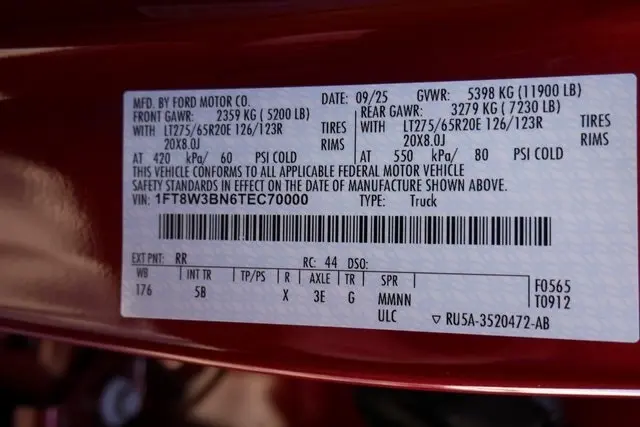 MFD. BY FORD MOTOR CO. DATE: 09/25 GVWR: 5398 KG (11900 LB)
FRONT GAWR: 2359 KG (5200 LB) REAR GAWR: 3279 KG (7230 LB)
WITH LT275/65R20E 126/123R TIRES WITH LT275/65R20E 126/123R TIRES
20X8.0J RIMS 20X8.0J RIMS
AT 420 kPa/ 60 PSI COLD AT 550 kPa/ 80 PSI COLD
THIS VEHICLE CONFORMS TO ALL APPLICABLE FEDERAL MOTOR VEHICLE
SAFETY STANDARDS IN EFFECT ON THE DATE OF MANUFACTURE SHOWN ABOVE.
VIN: 1FT8W3BN6TEC70000 TYPE: Truck
EXT PNT: RR RC: 44 DSO:
WB INT TR TP/PS R AXLE TR SPR F0565
176 5B X 3E G MMNN T0912
ULC ▽ RU5A-3520472-AB